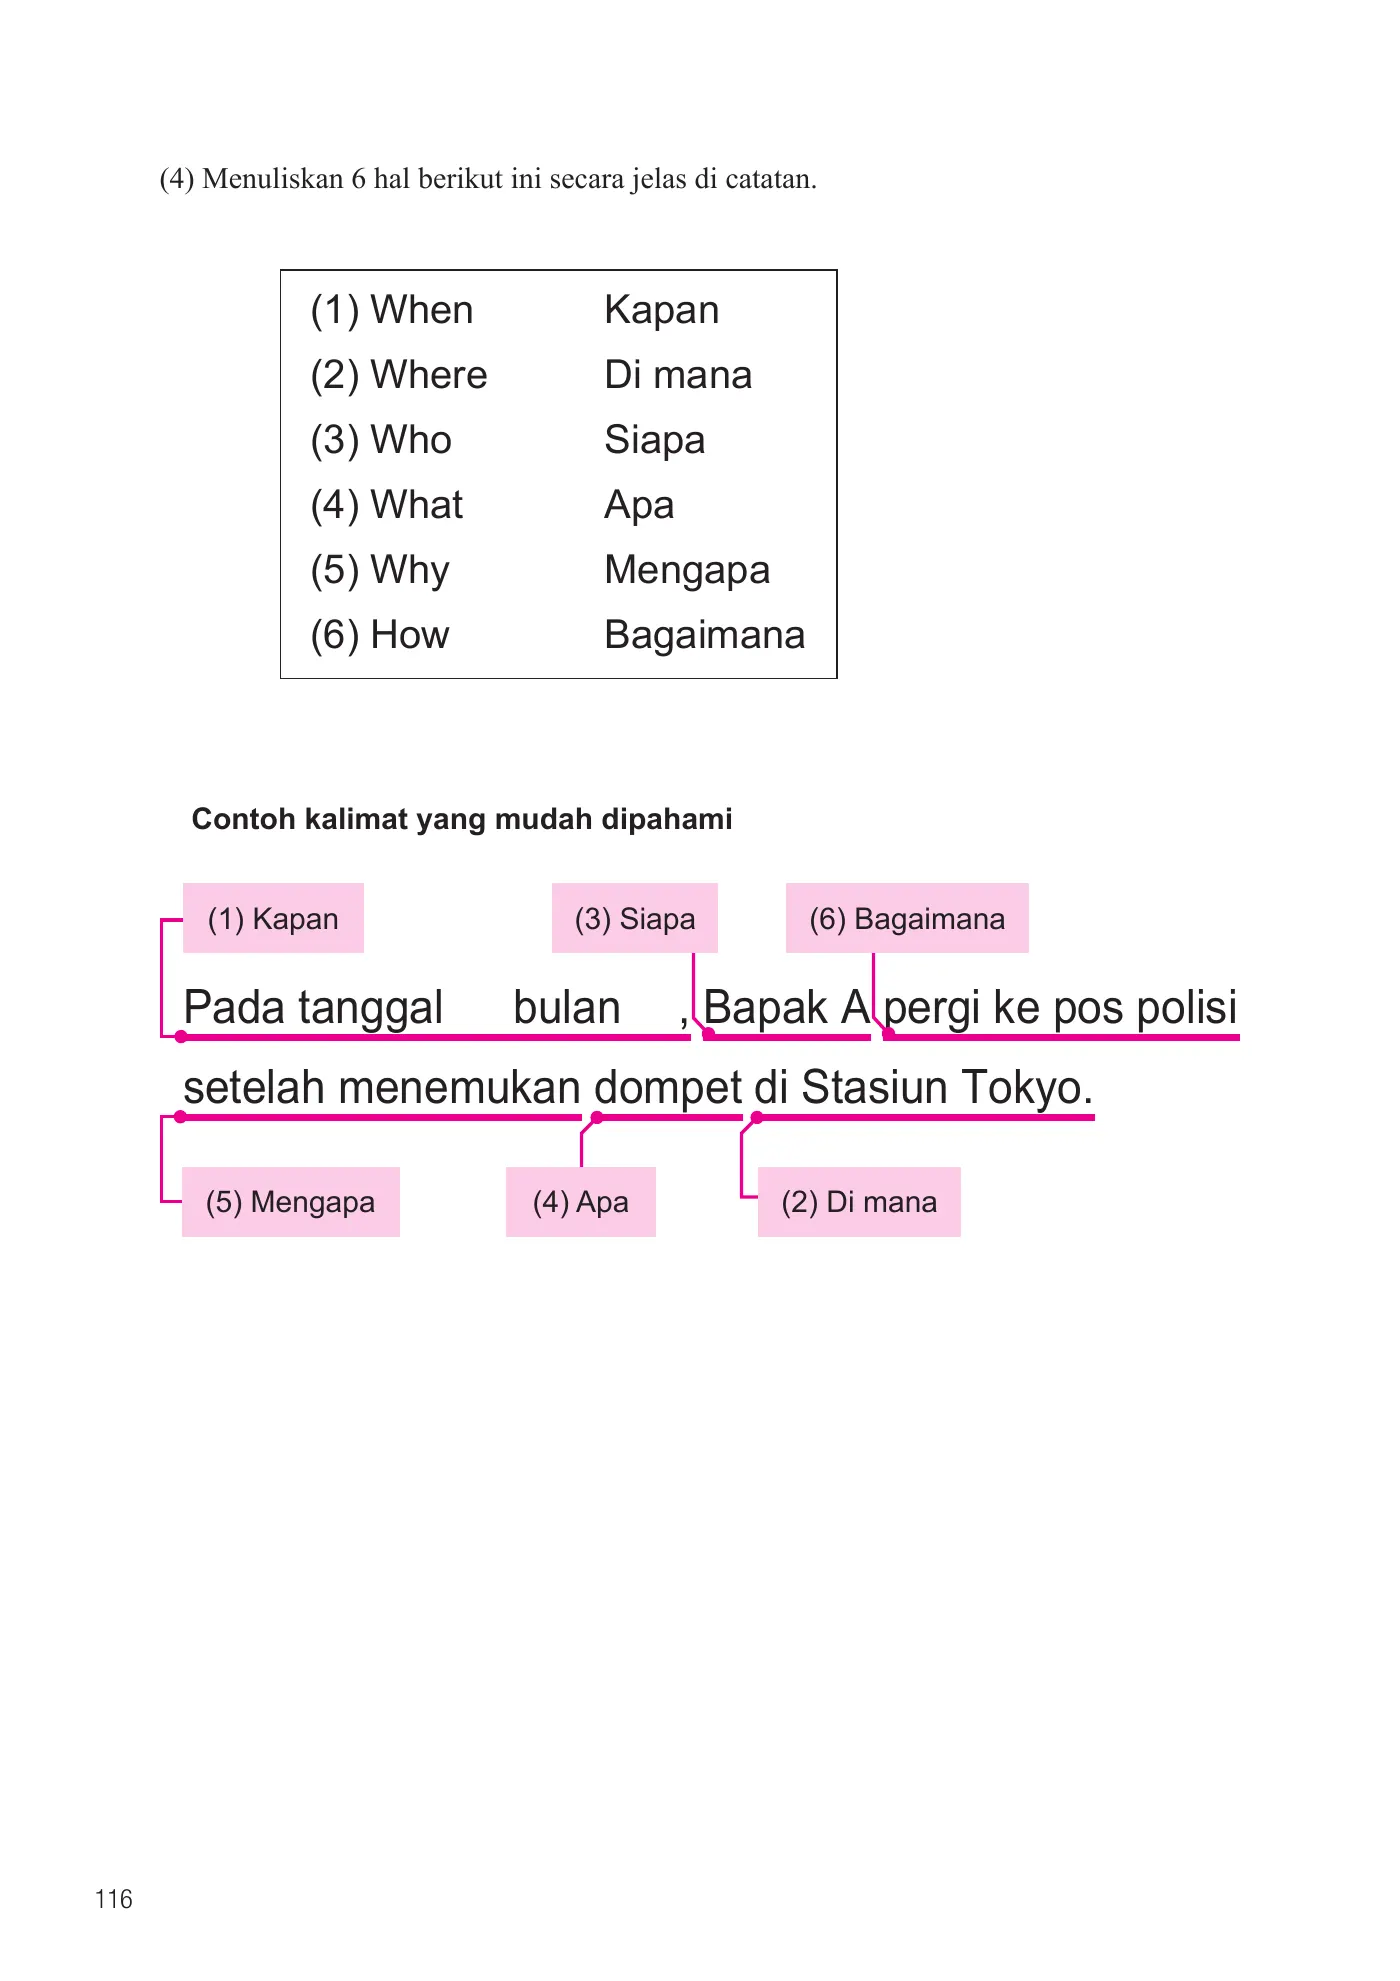 (4) Menuliskan 6 hal berikut ini secara jelas di catatan.
(1) When Kapan
(2) Where Di mana
(3) Who Siapa
(4) What Apa
(5) Why Mengapa
(6) How Bagaimana
Contoh kalimat yang mudah dipahami
(1) Kapan (3) Siapa (6) Bagaimana
Pada tanggal bulan , Bapak A pergi ke pos polisi
setelah menemukan dompet di Stasiun Tokyo.
(5) Mengapa (4) Apa (2) Di mana
116